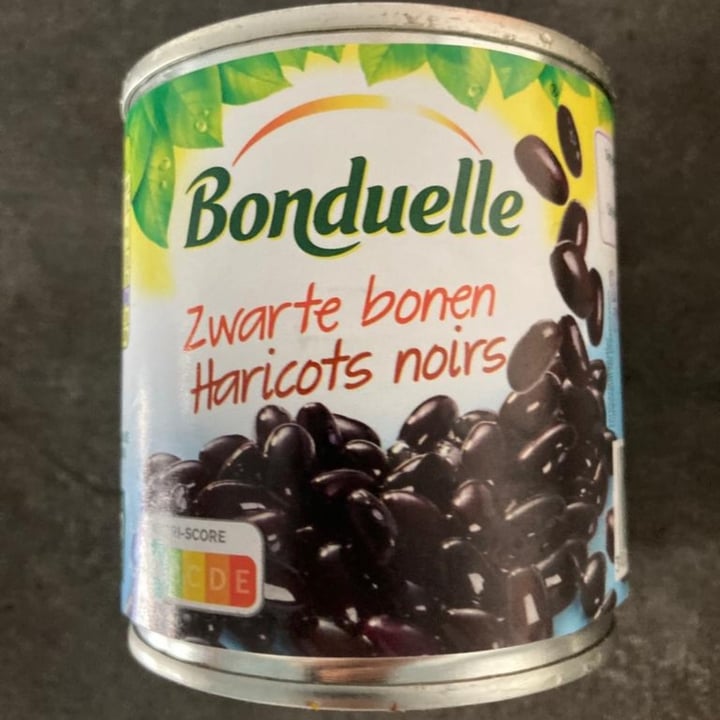 Bonduelle
Zwarte bonen
Haricots noirs
RI-SCORE
C D E